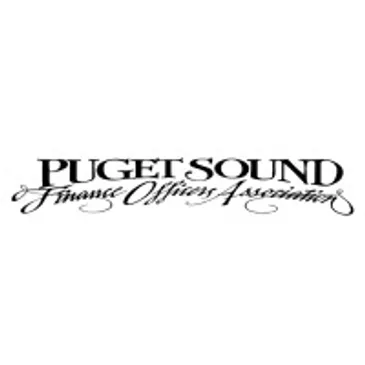 PUGET SOUND
Finance Officers Association